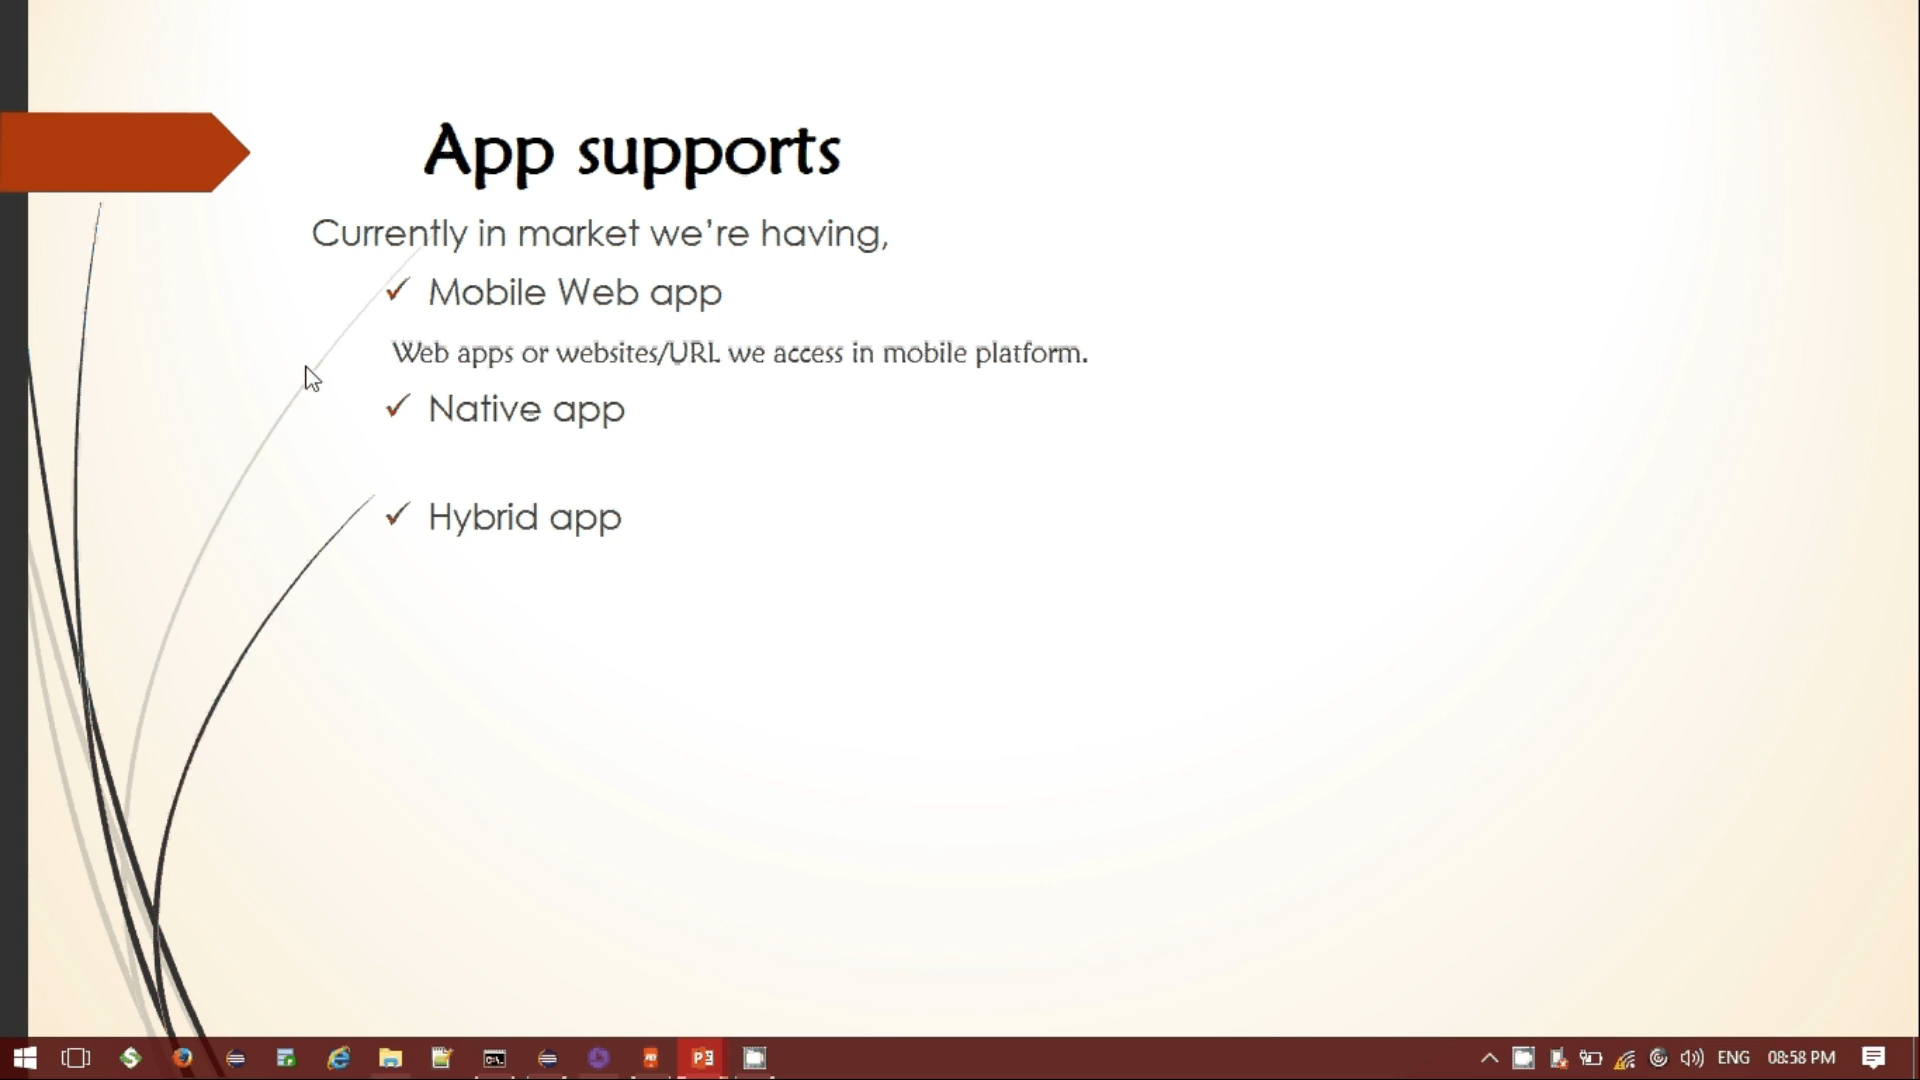 App supports
Currently in market we're having,
Mobile Web app
Web apps or websites/URL we access in mobile platform.
Native app
Hybrid app
ENG 08:58 PM